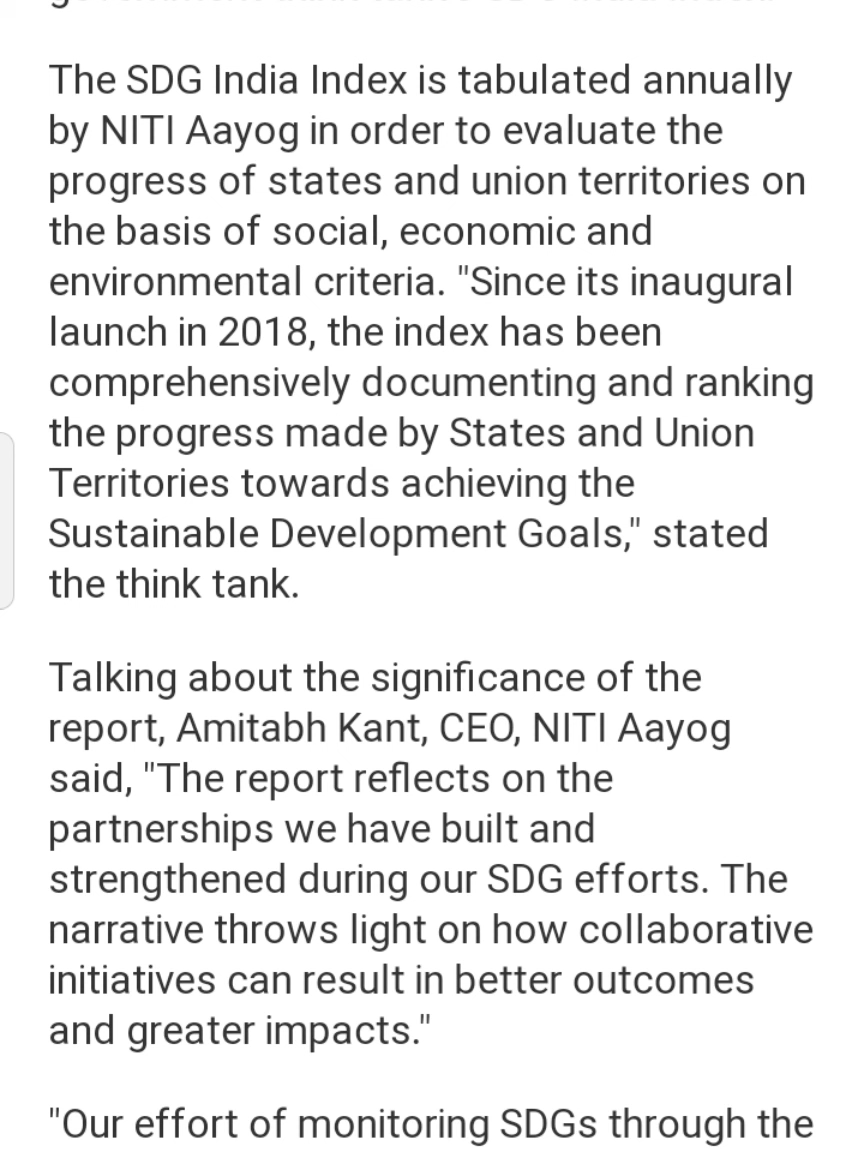 The SDG India Index is tabulated annually
by NITI Aayog in order to evaluate the
progress of states and union territories on
the basis of social, economic and
environmental criteria. "Since its inaugural
launch in 2018, the index has been
comprehensively documenting and ranking
the progress made by States and Union
Territories towards achieving the
Sustainable Development Goals," stated
the think tank.
Talking about the significance of the
report, Amitabh Kant, CEO, NITI Aayog
said, "The report reflects on the
partnerships we have built and
strengthened during our SDG efforts. The
narrative throws light on how collaborative
initiatives can result in better outcomes
and greater impacts."
"Our effort of monitoring SDGs through the